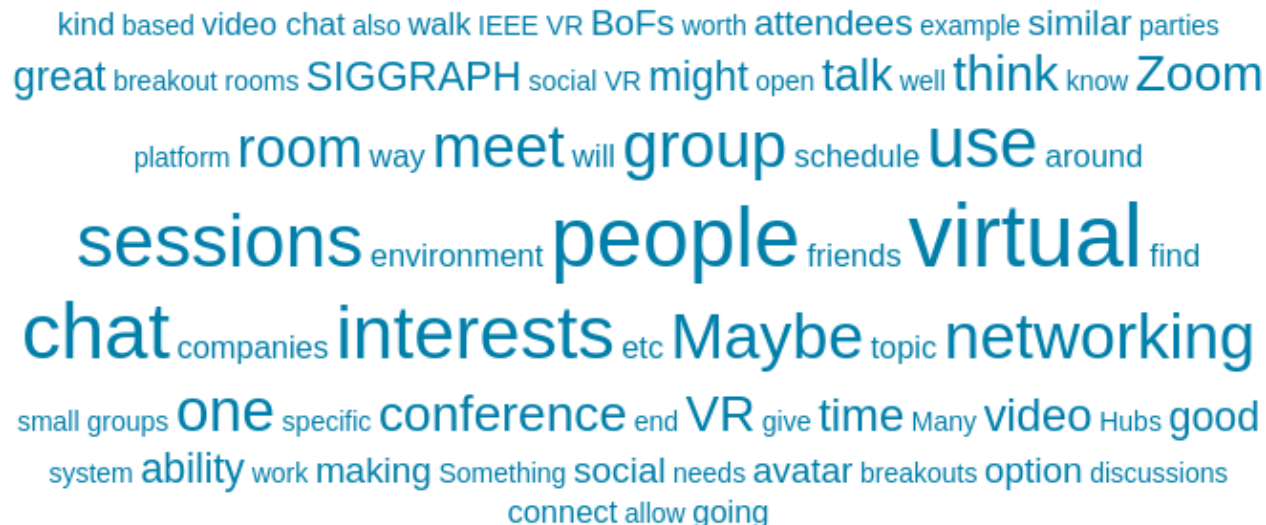 kind based video chat also walk IEEE VR BoFs worth attendees example similar parties
great breakout rooms SIGGRAPH social VR might open talk well think know Zoom
platform room way meet will group schedule use around
sessions environment people friends virtual find
chat companies interests etc Maybe topic networking
small groups one specific conference end VR give time Many video Hubs good
system ability work making Something social needs avatar breakouts option discussions
connect allow going